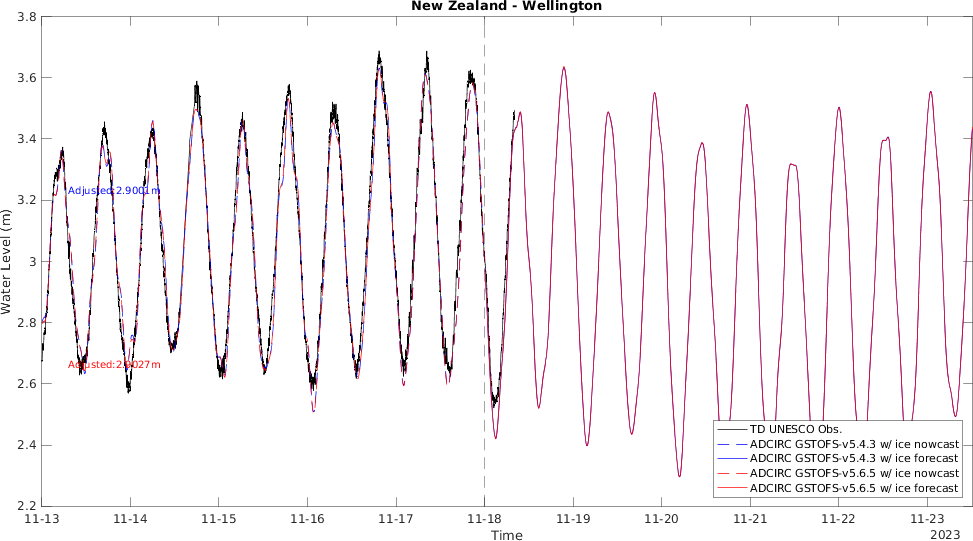 New Zealand - Wellington
3.8
3.6
3.4
3.2
3
2.8
2.6
2.4
2.2
Water Level (m)
Adjusted:2.9001m
Adjusted:2.9027m
TD UNESCO Obs.
ADCIRC GSTOFS-v5.4.3 w/ ice nowcast
ADCIRC GSTOFS-v5.4.3 w/ ice forecast
ADCIRC GSTOFS-v5.6.5 w/ ice nowcast
ADCIRC GSTOFS-v5.6.5 w/ ice forecast
11-13 11-14 11-15 11-16 11-17 11-18 11-19 11-20 11-21 11-22 11-23
Time
2023